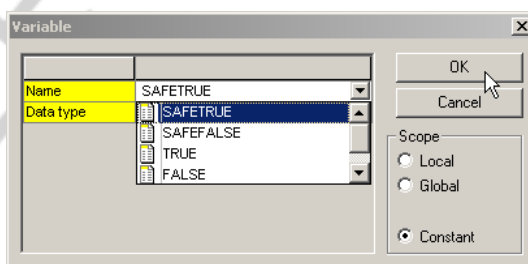 Variable
Name SAFETRUE
Data type SAFETRUE
SAFEFALSE
TRUE
FALSE
OK
Cancel
Scope
Local
Global
Constant